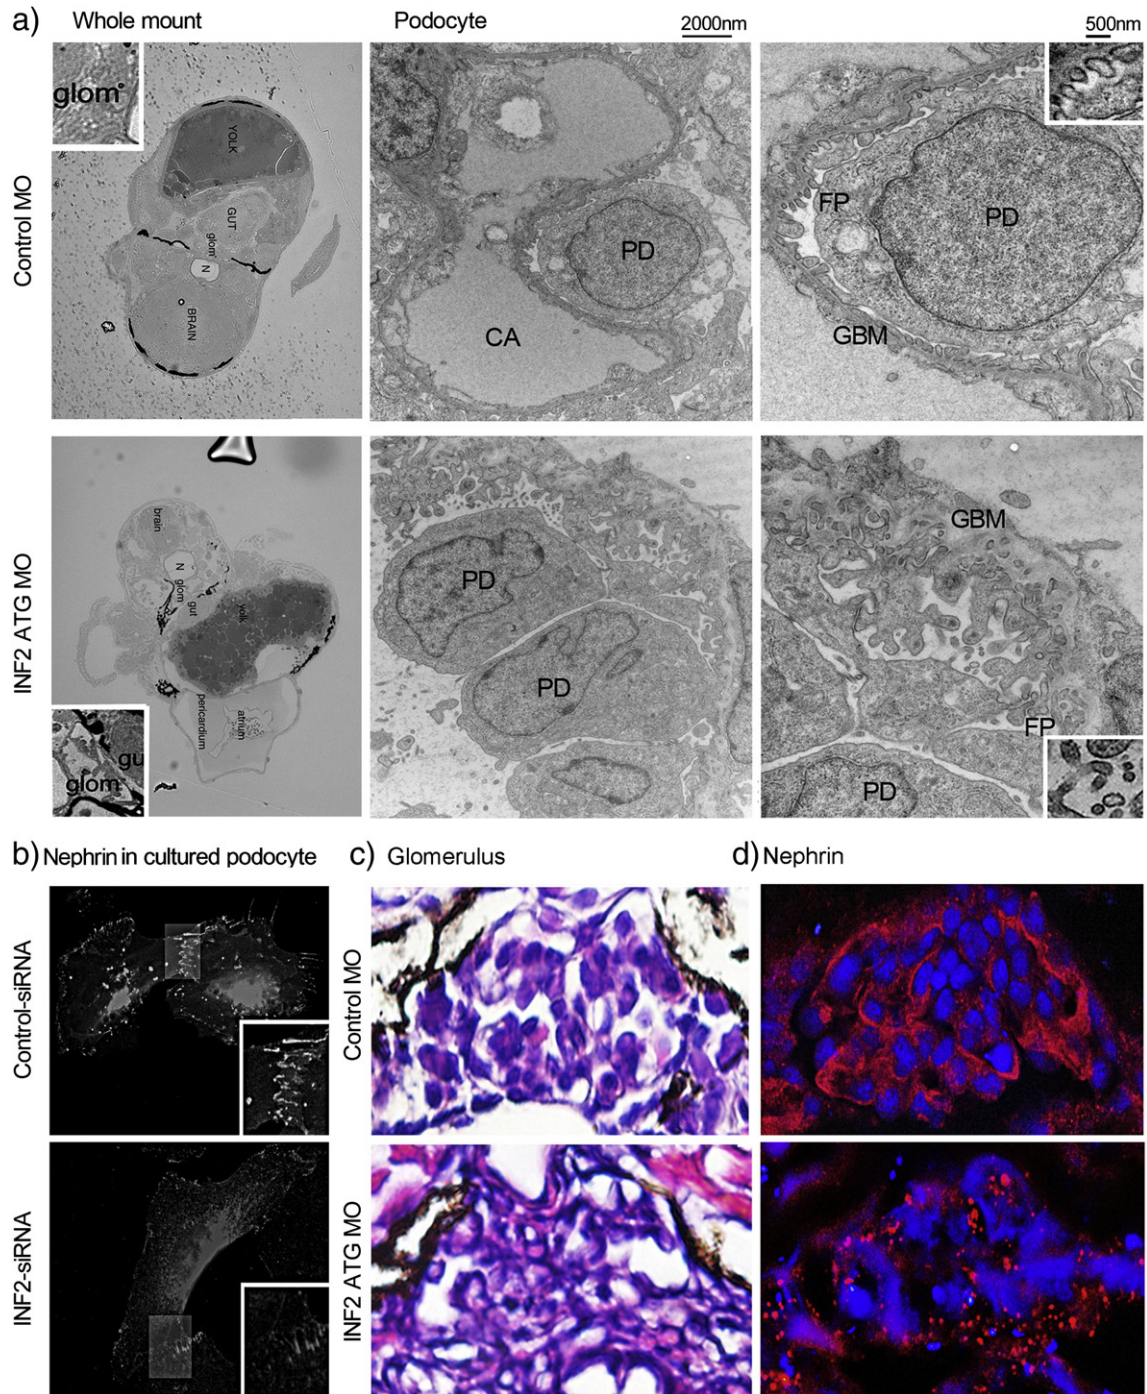 a) Whole mount
Podocyte
2000nm
500nm
Control MO
glom
YOLK
GUT
glom
N
BRAIN
PD
CA
FP
PD
GBM
INF2 ATG MO
brain
N
glom
gut
yolk
pericardium
atrium
gu
glom
PD
PD
GBM
FP
PD
b) Nephrin in cultured podocyte
c) Glomerulus
d) Nephrin
Control-siRNA
Control MO
INF2-siRNA
INF2 ATG MO